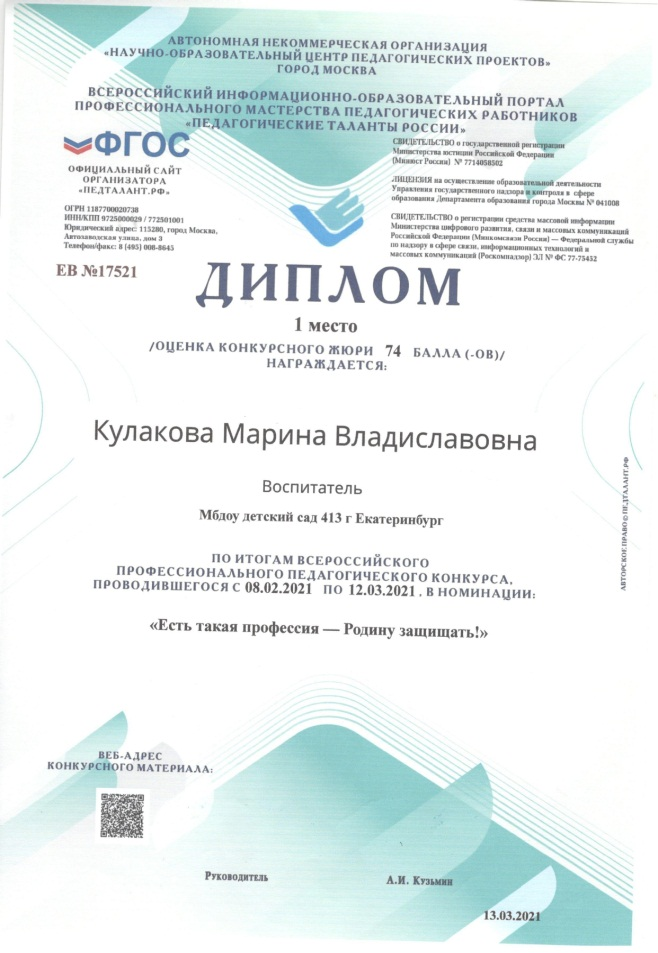 АВТОНОМНАЯ НЕКОММЕРЧЕСКАЯ ОРГАНИЗАЦИЯ
«НАУЧНО-ОБРАЗОВАТЕЛЬНЫЙ ЦЕНТР ПЕДАГОГИЧЕСКИХ ПРОЕКТОВ»
ГОРОД МОСКВА
ВСЕРОССИЙСКИЙ ИНФОРМАЦИОННО-ОБРАЗОВАТЕЛЬНЫЙ ПОРТАЛ
ПРОФЕССИОНАЛЬНОГО МАСТЕРСТВА ПЕДАГОГИЧЕСКИХ РАБОТНИКОВ
«ПЕДАГОГИЧЕСКИЕ ТАЛАНТЫ РОССИИ»
ФГОС
ОФИЦИАЛЬНЫЙ САЙТ
ОРГАНИЗАТОРА
«ПЕДТАЛАНТ.РФ»
ОГРН 1187700020738
ИНН/КПП 9725000029 / 772501001
Юридический адрес: 115280, город Москва,
Автозаводская улица, дом 3
Телефон/факс: 8 (495) 008-8645
СВИДЕТЕЛЬСТВО о государственной регистрации
Министерства юстиции Российской Федерации
(Минюст России) № 7714058502
ЛИЦЕНЗИЯ на осуществление образовательной деятельности
Управления государственного надзора и контроля в сфере
образования Департамента образования города Москвы № 041008
СВИДЕТЕЛЬСТВО о регистрации средства массовой информации
Министерства цифрового развития, связи и массовых коммуникаций
Российской Федерации (Минкомсвязи России) — Федеральной службы
по надзору в сфере связи, информационных технологий и
массовых коммуникаций (Роскомнадзор) ЭЛ № ФС 77-75452
ЕВ №17521
ДИПЛОМ
1 место
/ОЦЕНКА КОНКУРСНОГО ЖЮРИ 74 БАЛЛА (-ОВ)/
НАГРАЖДАЕТСЯ:
Кулакова Марина Владиславовна
Воспитатель
Мбдоу детский сад 413 г Екатеринбург
ПО ИТОГАМ ВСЕРОССИЙСКОГО
ПРОФЕССИОНАЛЬНОГО ПЕДАГОГИЧЕСКОГО КОНКУРСА,
ПРОВОДИВШЕГОСЯ С 08.02.2021 ПО 12.03.2021, В НОМИНАЦИИ:
«Есть такая профессия — Родину защищать!»
АВТОРСКОЕ ПРАВО © ПЕДТАЛАНТ.РФ
ВЕБ-АДРЕС
КОНКУРСНОГО МАТЕРИАЛА:
Руководитель
А.И. Кузьмин
13.03.2021